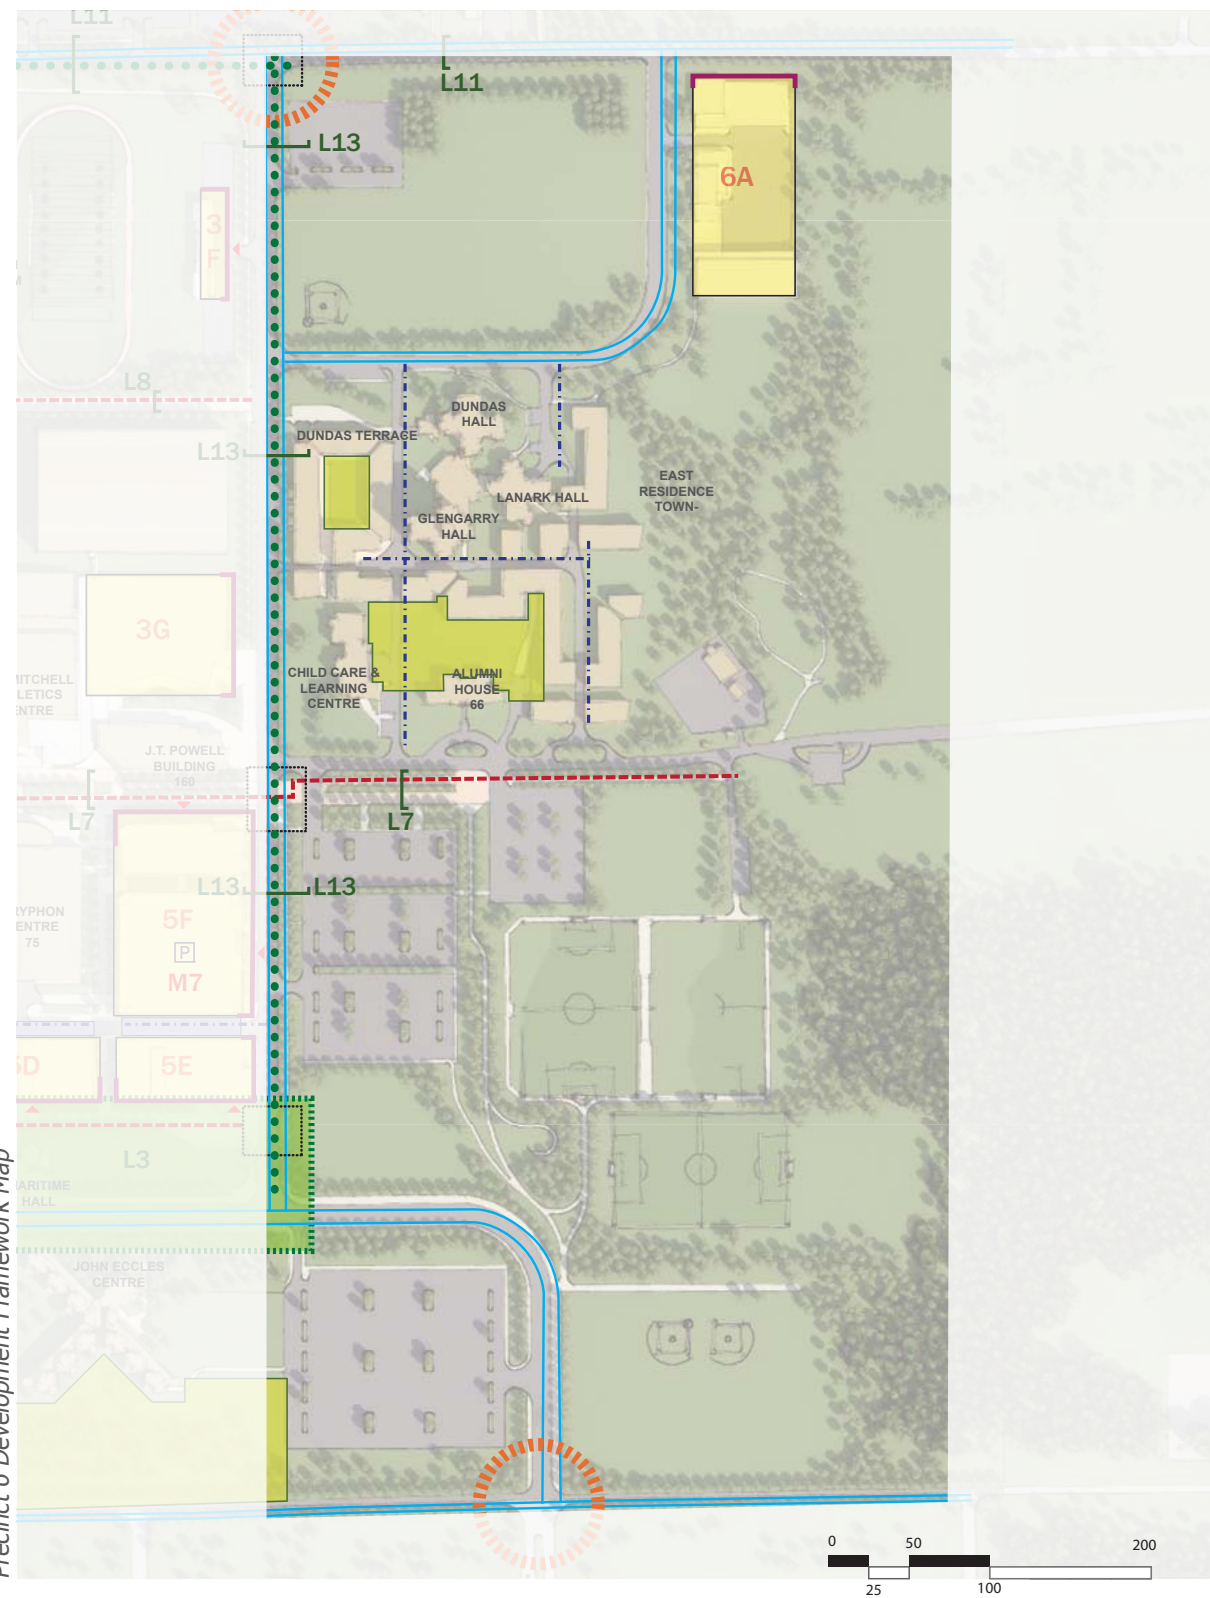 L11
L11
L13
6A
3
F
L8
DUNDAS
HALL
DUNDAS TERRACE
L13
EAST
RESIDENCE
TOWN-
LANARK HALL
GLENGARRY
HALL
3G
CHILD CARE &
LEARNING
CENTRE
ALUMNI
HOUSE
66
MITCHELL
LETICS
ENTRE
J.T. POWELL
BUILDING
160
L7
L7
L13
L13
5F
P
M7
RYPHON
ENTRE
75
5D
5E
L3
ARITIME
HALL
JOHN ECCLES
CENTRE
Precinct 6 Development Framework Map
0
50
200
25
100